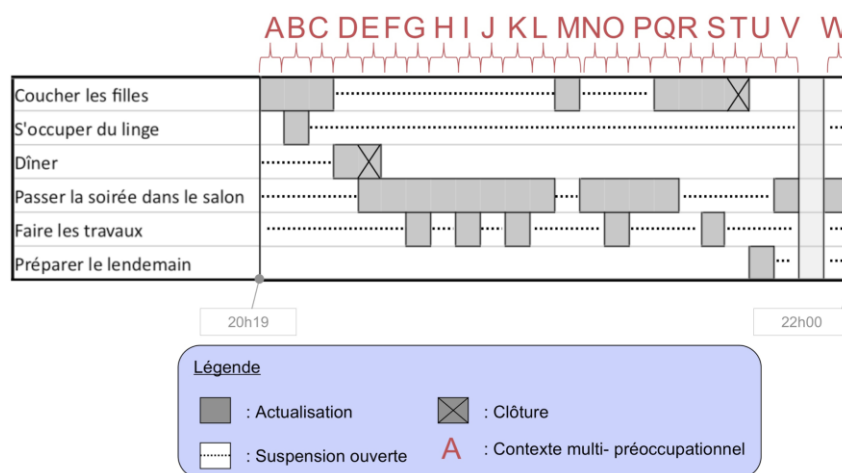 A B C D E F G H I J K L M N O P Q R S T U V W
Coucher les filles
S'occuper du linge
Dîner
Passer la soirée dans le salon
Faire les travaux
Préparer le lendemain
20h19
22h00
Légende
: Actualisation
: Clôture
: Suspension ouverte
A : Contexte multi- préoccupationnel